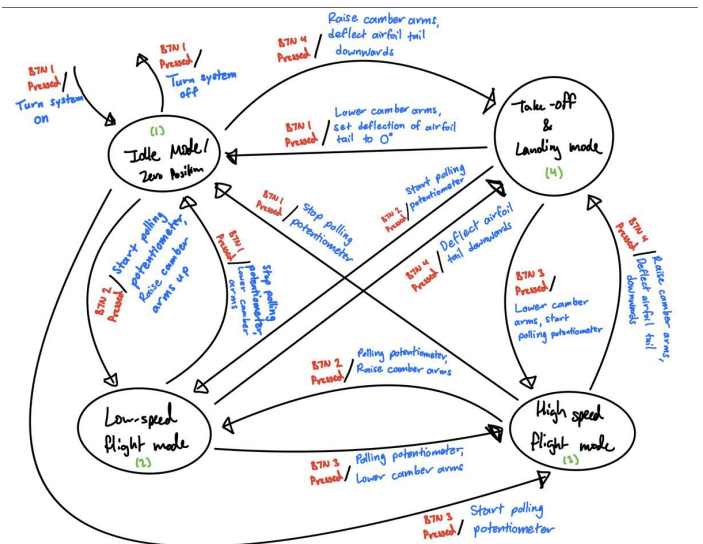 BTN 1
Pressed/
Turn system
on
BTN 1
Pressed/
Turn system
off
BTN 4
Pressed/
Raise camber arms,
deflect airfoil tail
downwards
(1)
Idle Mode/
Zero Position
BTN 1
Pressed/
Lower camber arms,
set deflection of airfoil
tail to 0°
Take-off
&
Landing mode
(4)
BTN 1
Pressed/
Stop polling
potentiometer
BTN 2
Pressed/
Start polling
potentiometer
BTN 4
Pressed/
Deflect airfoil
tail downwards
BTN 2
Pressed/
Start polling
potentiometer,
Raise camber
arms up
BTN 1
Pressed/
Stop polling
potentiometer,
Lower camber
arms
BTN 3
Pressed/
Lower camber
arms, start
polling potentiometer
BTN 4
Pressed/
Raise camber arms,
Deflect airfoil tail
downwards
BTN 2
Pressed/
Polling potentiometer,
Raise camber arms
Low-speed
flight mode
(2)
High speed
flight mode
(3)
BTN 3
Pressed/
Polling potentiometer,
Lower camber arms
BTN 3
Pressed/
Start polling
potentiometer